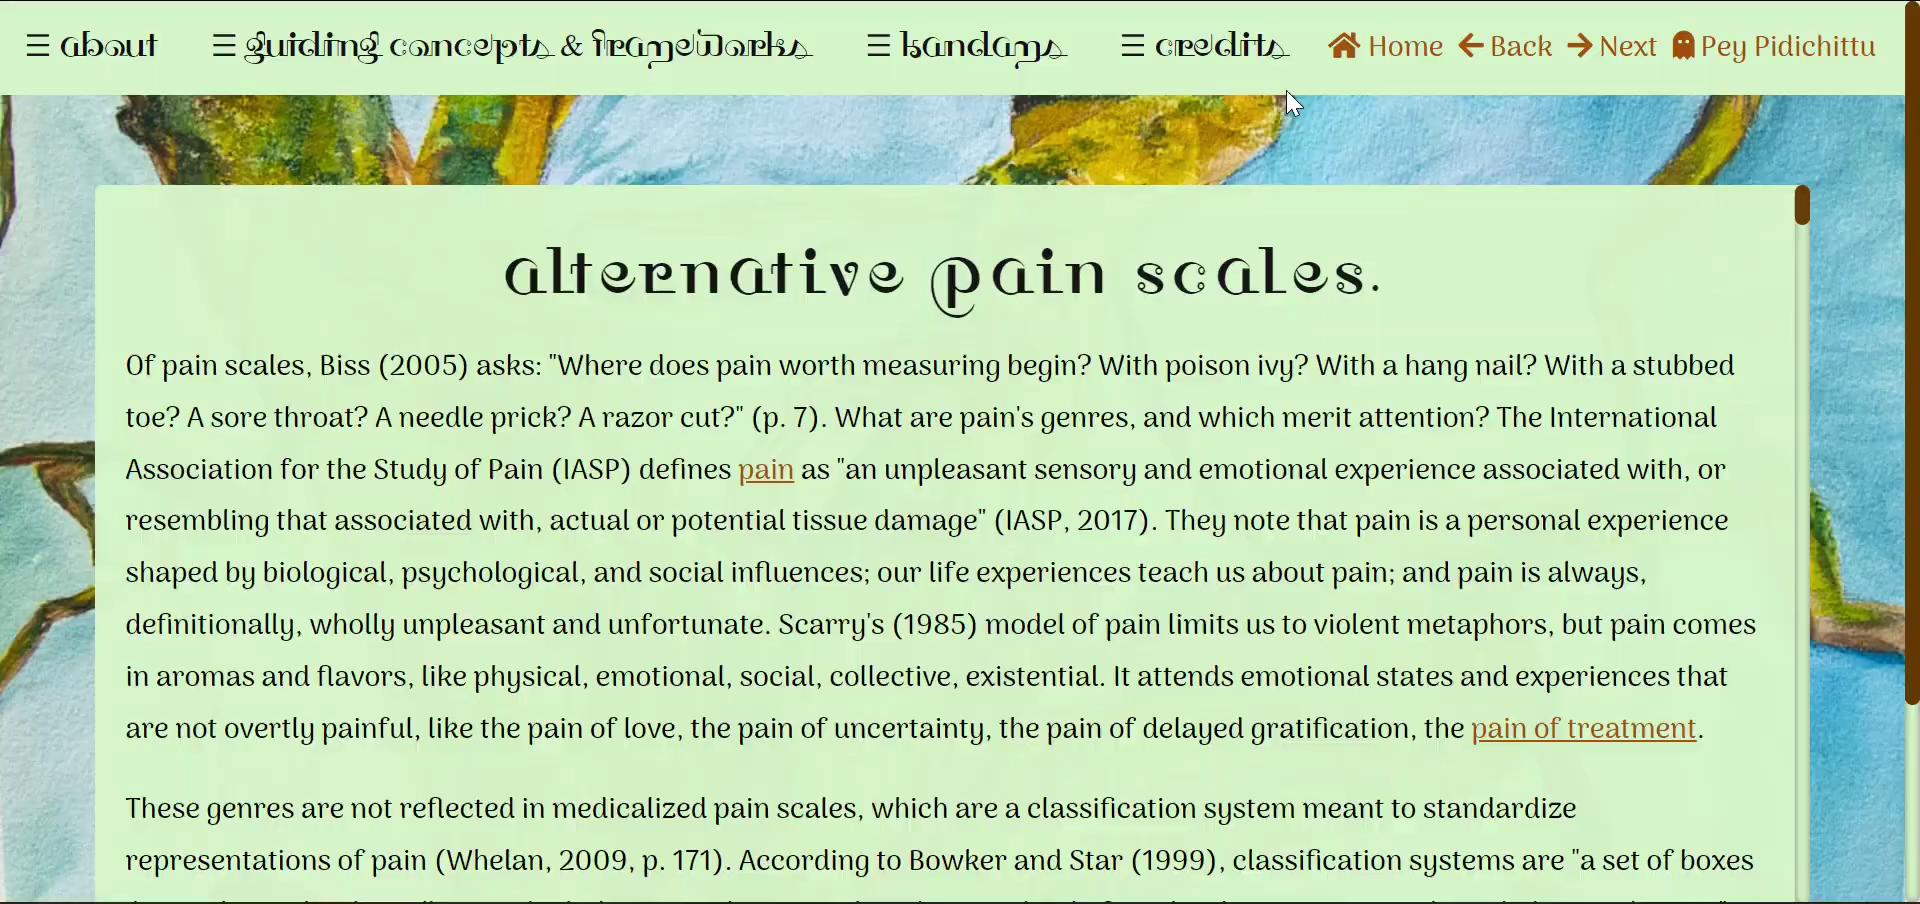 ☰ about ☰ guiding concepts & frameworks ☰ kandams ☰ credits Home Back Next Pey Pidichittu
alternative pain scales.
Of pain scales, Biss (2005) asks: "Where does pain worth measuring begin? With poison ivy? With a hang nail? With a stubbed
toe? A sore throat? A needle prick? A razor cut?" (p. 7). What are pain's genres, and which merit attention? The International
Association for the Study of Pain (IASP) defines pain as "an unpleasant sensory and emotional experience associated with, or
resembling that associated with, actual or potential tissue damage" (IASP, 2017). They note that pain is a personal experience
shaped by biological, psychological, and social influences; our life experiences teach us about pain; and pain is always,
definitionally, wholly unpleasant and unfortunate. Scarry's (1985) model of pain limits us to violent metaphors, but pain comes
in aromas and flavors, like physical, emotional, social, collective, existential. It attends emotional states and experiences that
are not overtly painful, like the pain of love, the pain of uncertainty, the pain of delayed gratification, the pain of treatment.
These genres are not reflected in medicalized pain scales, which are a classification system meant to standardize
representations of pain (Whelan, 2009, p. 171). According to Bowker and Star (1999), classification systems are "a set of boxes